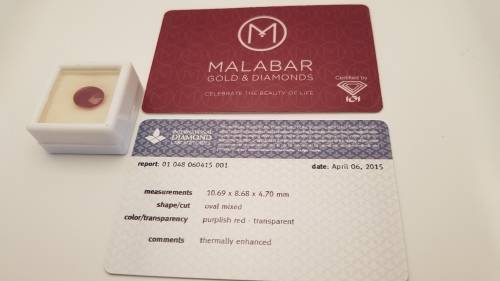 MALABAR
GOLD & DIAMONDS
CELEBRATE THE BEAUTY OF LIFE
Certified by
INTERNATIONAL
DIAMOND
LABORATORIES
report: 01 048 060415 001
date: April 06, 2015
measurements 10.69 x 8.68 x 4.70 mm
shape/cut oval mixed
color/transparency purplish red - transparent
comments thermally enhanced